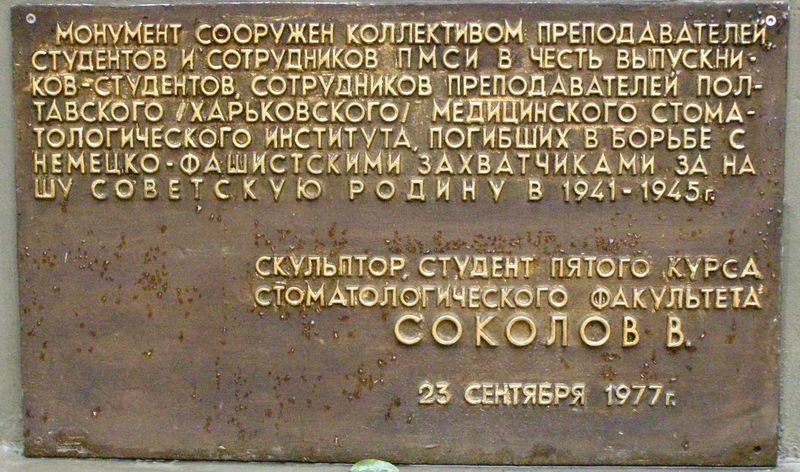 МОНУМЕНТ СООРУЖЕН КОЛЛЕКТИВОМ ПРЕПОДАВАТЕЛЕЙ
СТУДЕНТОВ И СОТРУДНИКОВ ПМСИ В ЧЕСТЬ ВЫПУСКНИ-
КОВ-СТУДЕНТОВ, СОТРУДНИКОВ ПРЕПОДАВАТЕЛЕЙ ПОЛ-
ТАВСКОГО /ХАРЬКОВСКОГО/ МЕДИЦИНСКОГО СТОМА-
ТОЛОГИЧЕСКОГО ИНСТИТУТА, ПОГИБШИХ В БОРЬБЕ С
НЕМЕЦКО-ФАШИСТСКИМИ ЗАХВАТЧИКАМИ ЗА НА
ШУ СОВЕТСКУЮ РОДИНУ В 1941-1945г.
СКУЛЬПТОР, СТУДЕНТ ПЯТОГО КУРСА
СТОМАТОЛОГИЧЕСКОГО ФАКУЛЬТЕТА
СОКОЛОВ В.
23 СЕНТЯБРЯ 1977г.